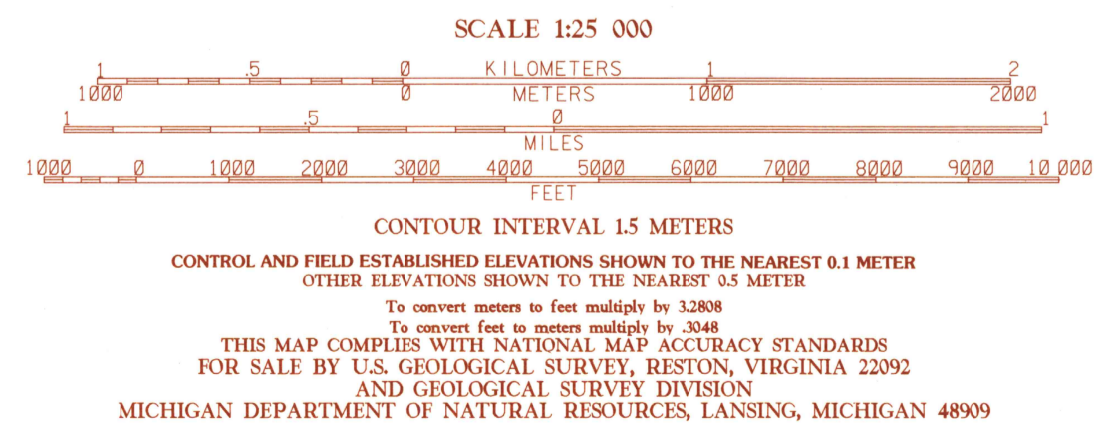 SCALE 1:25 000
1 .5 0 KILOMETERS 1 2
1000 0 METERS 1000 2000
1 .5 0 1
MILES
1000 0 1000 2000 3000 4000 5000 6000 7000 8000 9000 10 000
FEET
CONTOUR INTERVAL 1.5 METERS
CONTROL AND FIELD ESTABLISHED ELEVATIONS SHOWN TO THE NEAREST 0.1 METER
OTHER ELEVATIONS SHOWN TO THE NEAREST 0.5 METER
To convert meters to feet multiply by 3.2808
To convert feet to meters multiply by .3048
THIS MAP COMPLIES WITH NATIONAL MAP ACCURACY STANDARDS
FOR SALE BY U.S. GEOLOGICAL SURVEY, RESTON, VIRGINIA 22092
AND GEOLOGICAL SURVEY DIVISION
MICHIGAN DEPARTMENT OF NATURAL RESOURCES, LANSING, MICHIGAN 48909